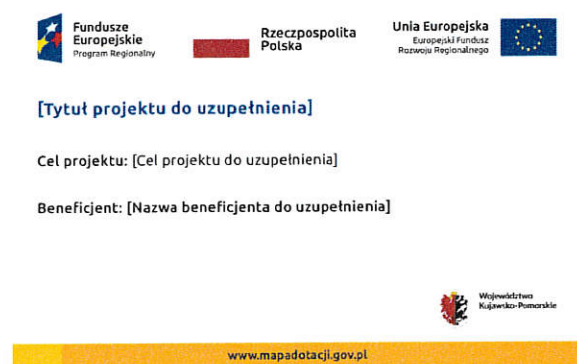 Fundusze
Europejskie
Program Regionalny
Rzeczpospolita
Polska
Unia Europejska
Europejski Fundusz
Rozwoju Regionalnego
[Tytuł projektu do uzupełnienia]
Cel projektu: [Cel projektu do uzupełnienia]
Beneficjent: [Nazwa beneficjenta do uzupełnienia]
Województwo
Kujawsko-Pomorskie
www.mapadotacji.gov.pl